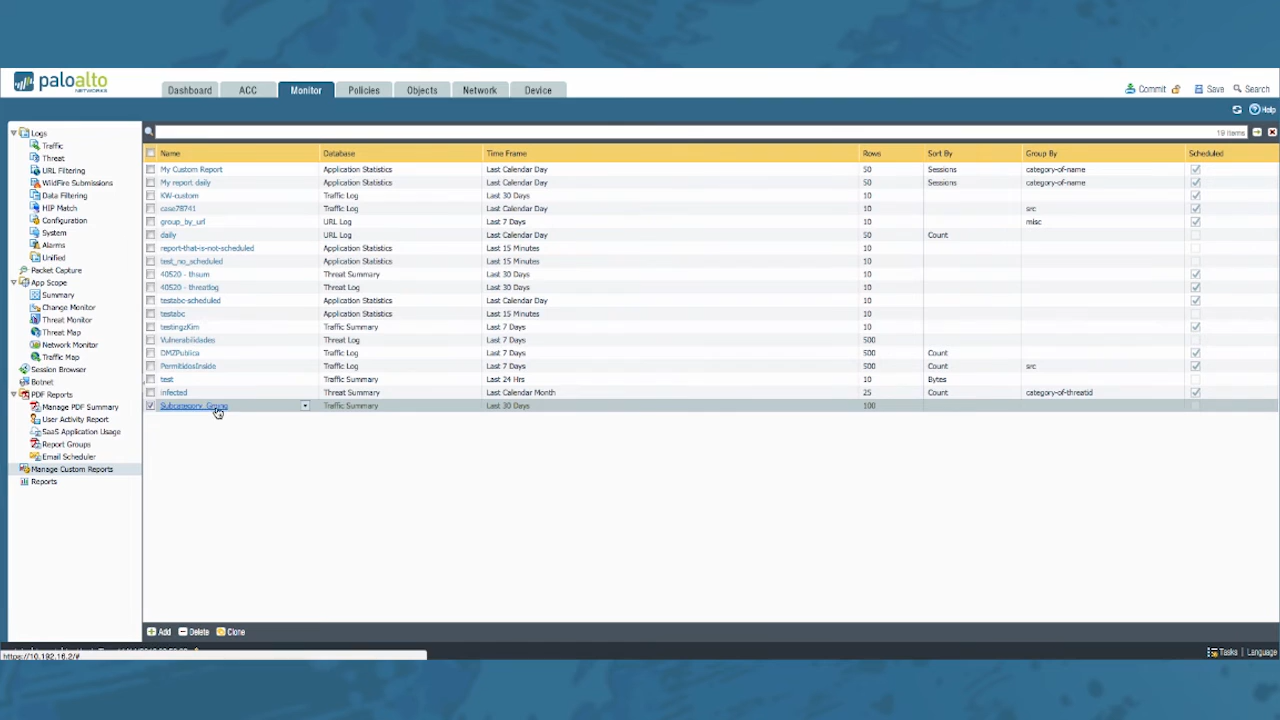 paloalto
NETWORKS
Dashboard ACC Monitor Policies Objects Network Device
Commit Save Search
Help
19 items
Logs
Traffic
Threat
URL Filtering
WildFire Submissions
Data Filtering
HIP Match
Configuration
System
Alarms
Unified
Packet Capture
App Scope
Summary
Change Monitor
Threat Monitor
Threat Map
Network Monitor
Traffic Map
Session Browser
Botnet
PDF Reports
Manage PDF Summary
User Activity Report
SaaS Application Usage
Report Groups
Email Scheduler
Manage Custom Reports
Reports
Name Database Time Frame Rows Sort By Group By Scheduled
My Custom Report Application Statistics Last Calendar Day 50 Sessions category-of-name
My report daily Application Statistics Last Calendar Day 50 Sessions category-of-name
KW-custom Traffic Log Last 30 Days 10
case78741 Traffic Log Last Calendar Day 10 src
group_by_url URL Log Last 7 Days 10 misc
daily URL Log Last Calendar Day 50 Count
report-that-is-not-scheduled Application Statistics Last 15 Minutes 10
test_no_scheduled Application Statistics Last 15 Minutes 10
40520 - thsum Threat Summary Last 30 Days 10
40520 - threatlog Threat Log Last 30 Days 10
testabc-scheduled Application Statistics Last Calendar Day 10
testabc Application Statistics Last 15 Minutes 10
testingzKim Traffic Summary Last 7 Days 10
Vulnerabilidades Threat Log Last 7 Days 500
DMZPublica Traffic Log Last 7 Days 500 Count
PermitidosInside Traffic Log Last 7 Days 500 Count src
test Traffic Summary Last 24 Hrs 10 Bytes
infected Threat Summary Last Calendar Month 25 Count category-of-threatid
Subcategory_Group Traffic Summary Last 30 Days 100
Add Delete Clone
https://10.192.16.2/#
Tasks | Language